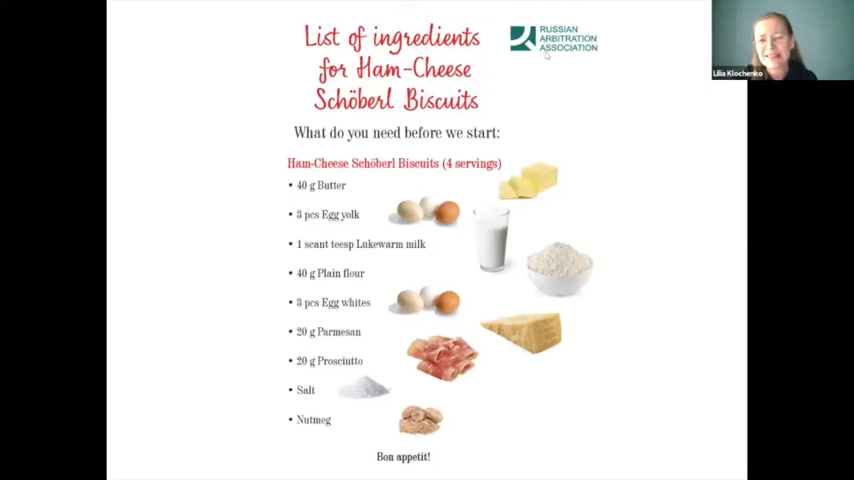 List of ingredients
for Ham-Cheese
Schöberl Biscuits
RUSSIAN
ARBITRATION
ASSOCIATION
Lilia Klochenko
What do you need before we start:
Ham-Cheese Schöberl Biscuits (4 servings)
• 40 g Butter
• 3 pcs Egg yolk
• 1 scant teesp Lukewarm milk
• 40 g Plain flour
• 3 pcs Egg whites
• 20 g Parmesan
• 20 g Prosciutto
• Salt
• Nutmeg
Bon appetit!